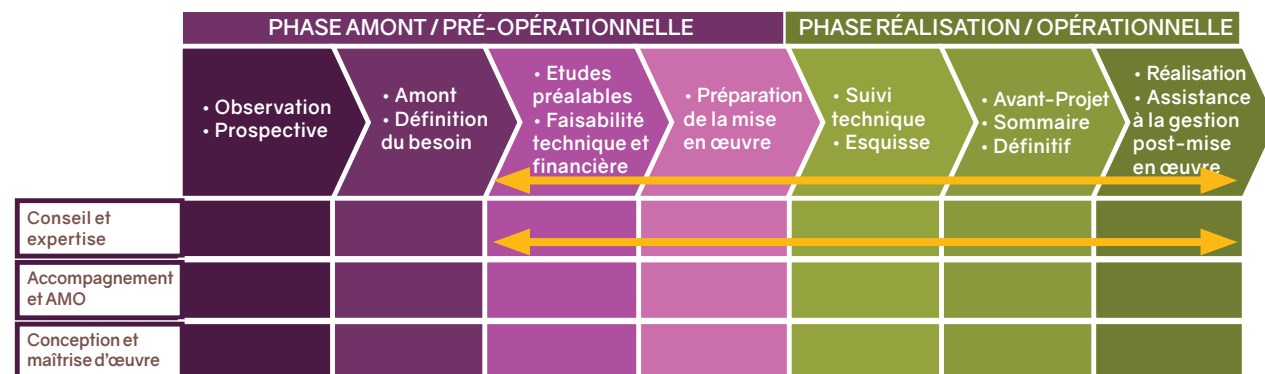 PHASE AMONT / PRÉ-OPÉRATIONNELLE
PHASE RÉALISATION / OPÉRATIONNELLE
• Observation
• Prospective
• Amont
• Définition
du besoin
• Etudes
préalables
• Faisabilité
technique et
financière
• Préparation
de la mise
en œuvre
• Suivi
technique
• Esquisse
• Avant-Projet
• Sommaire
• Définitif
• Réalisation
• Assistance
à la gestion
post-mise
en œuvre
Conseil et
expertise
Accompagnement
et AMO
Conception et
maîtrise d'œuvre